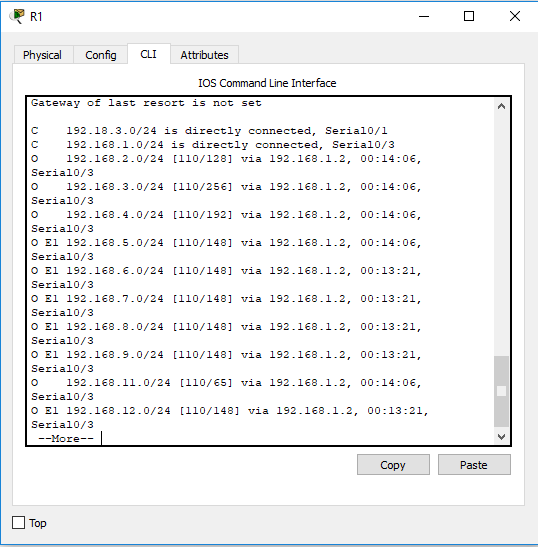 R1
Physical Config CLI Attributes
IOS Command Line Interface
Gateway of last resort is not set
C 192.18.3.0/24 is directly connected, Serial0/1
C 192.168.1.0/24 is directly connected, Serial0/3
O 192.168.2.0/24 [110/128] via 192.168.1.2, 00:14:06,
Serial0/3
O 192.168.3.0/24 [110/256] via 192.168.1.2, 00:14:06,
Serial0/3
O 192.168.4.0/24 [110/192] via 192.168.1.2, 00:14:06,
Serial0/3
O E1 192.168.5.0/24 [110/148] via 192.168.1.2, 00:14:06,
Serial0/3
O E1 192.168.6.0/24 [110/148] via 192.168.1.2, 00:13:21,
Serial0/3
O E1 192.168.7.0/24 [110/148] via 192.168.1.2, 00:13:21,
Serial0/3
O E1 192.168.8.0/24 [110/148] via 192.168.1.2, 00:13:21,
Serial0/3
O E1 192.168.9.0/24 [110/148] via 192.168.1.2, 00:13:21,
Serial0/3
O 192.168.11.0/24 [110/65] via 192.168.1.2, 00:14:06,
Serial0/3
O E1 192.168.12.0/24 [110/148] via 192.168.1.2, 00:13:21,
Serial0/3
--More--
Copy Paste
Top